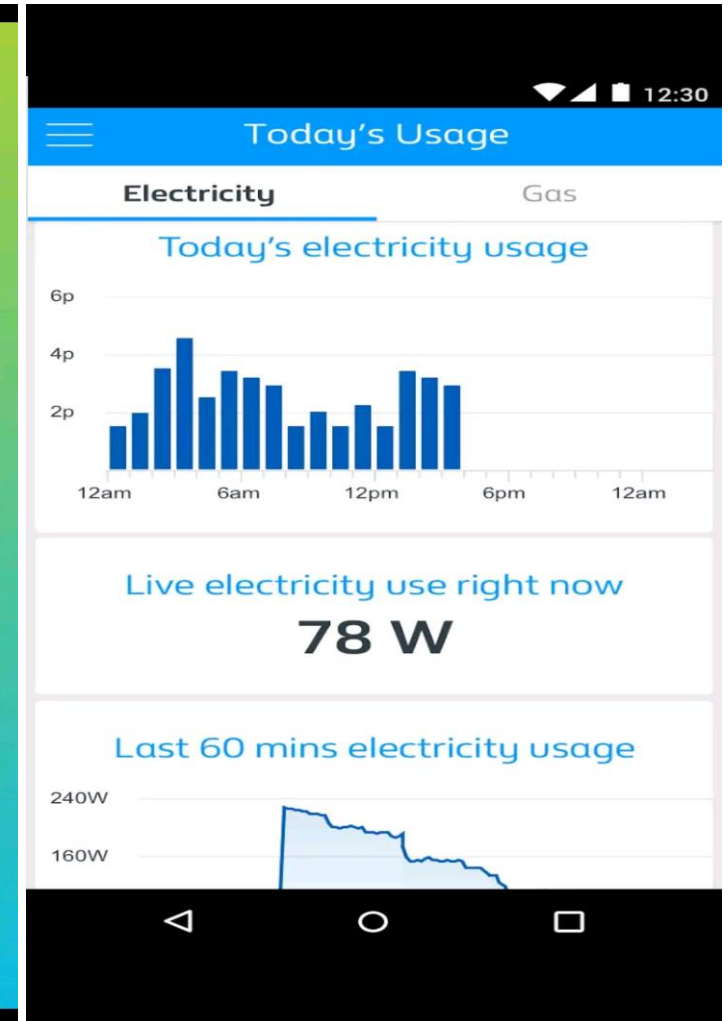 12:30
Today's Usage
Electricity Gas
Today's electricity usage
6p
4p
2p
12am 6am 12pm 6pm 12am
Live electricity use right now
78 W
Last 60 mins electricity usage
240W
160W